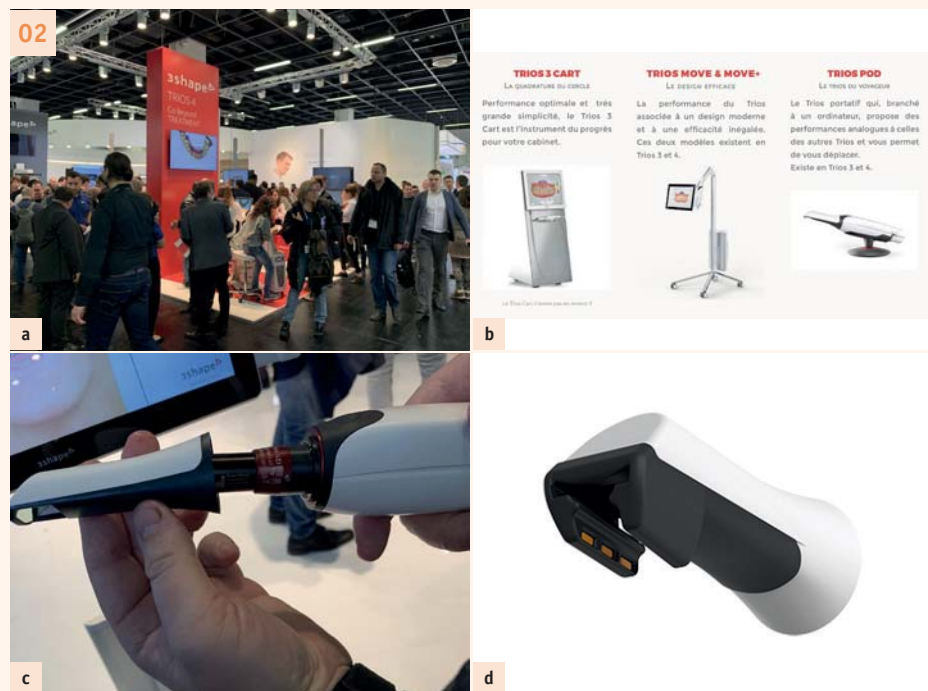 02
3shape
TRIOS 4
Go Beyond
TREATMENT
a
TRIOS 3 CART
LA QUADRATURE DU CERCLE
Performance optimale et très
grande simplicité, le Trios 3
Cart est l'instrument du progrès
pour votre cabinet.
TRIOS MOVE & MOVE+
LE DESIGN EFFICACE
La performance du Trios
associée à un design moderne
et à une efficacité inégalée.
Ces deux modèles existent en
Trios 3 et 4.
TRIOS POD
LE TRIOS DU VOYAGEUR
Le Trios portatif qui, branché
à un ordinateur, propose des
performances analogues à celles
des autres Trios et vous permet
de vous déplacer.
Existe en Trios 3 et 4.
b
3shape
3shape
c
d